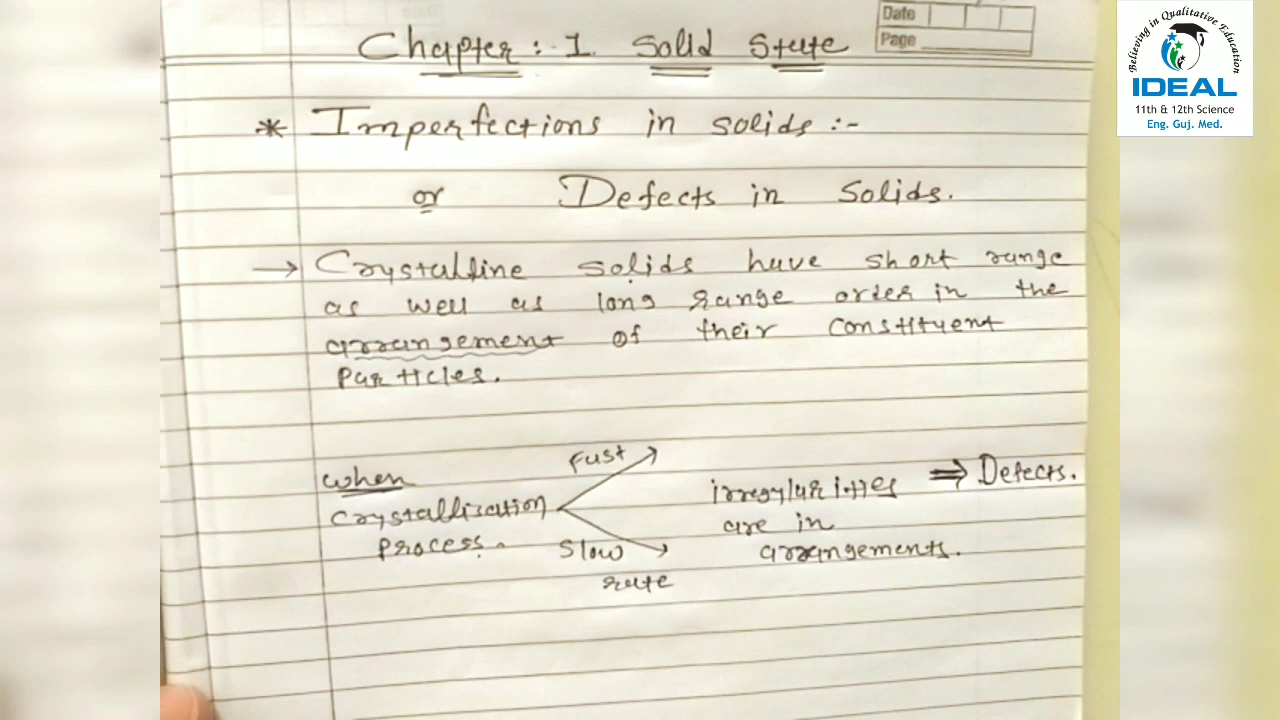 Date
Page
Chapter:- 1. Solid State
* Imperfections in solids :-
or Defects in Solids.
→ Crystalline solids have short range
as well as long range order in the
arrangement of their constituent
Particles.
when
Crystallization
process.
Fast
Slow
rate
irregularities
are in
arrangements.
⇒ Defects.
Believing in Qualitative Education
IDEAL
11th & 12th Science
Eng. Guj. Med.